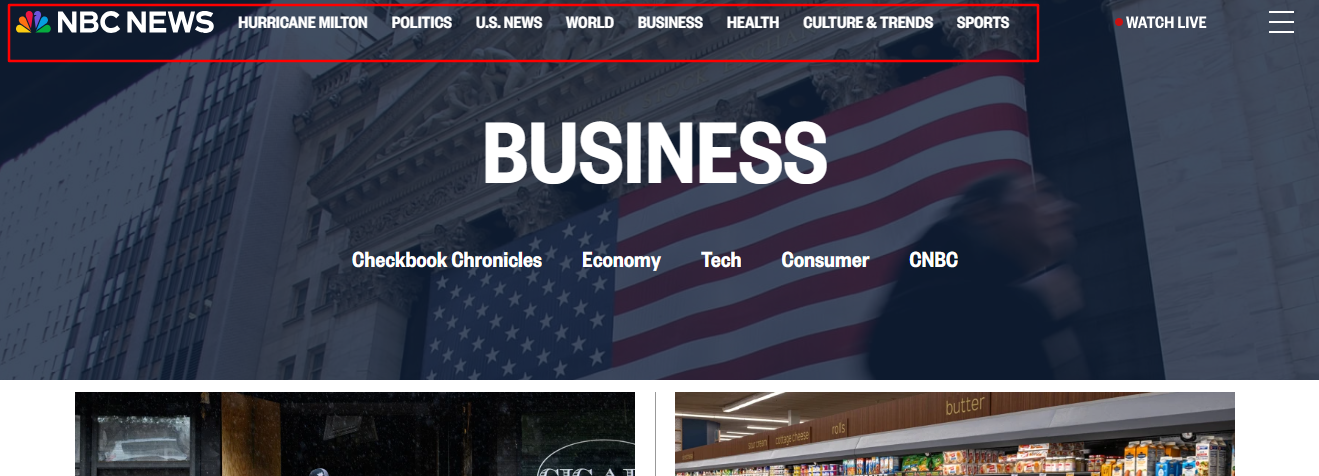 NBC NEWS HURRICANE MILTON POLITICS U.S. NEWS WORLD BUSINESS HEALTH CULTURE & TRENDS SPORTS WATCH LIVE
BUSINESS
Checkbook Chronicles Economy Tech Consumer CNBC
butter
sour cream cottage cheese rolls